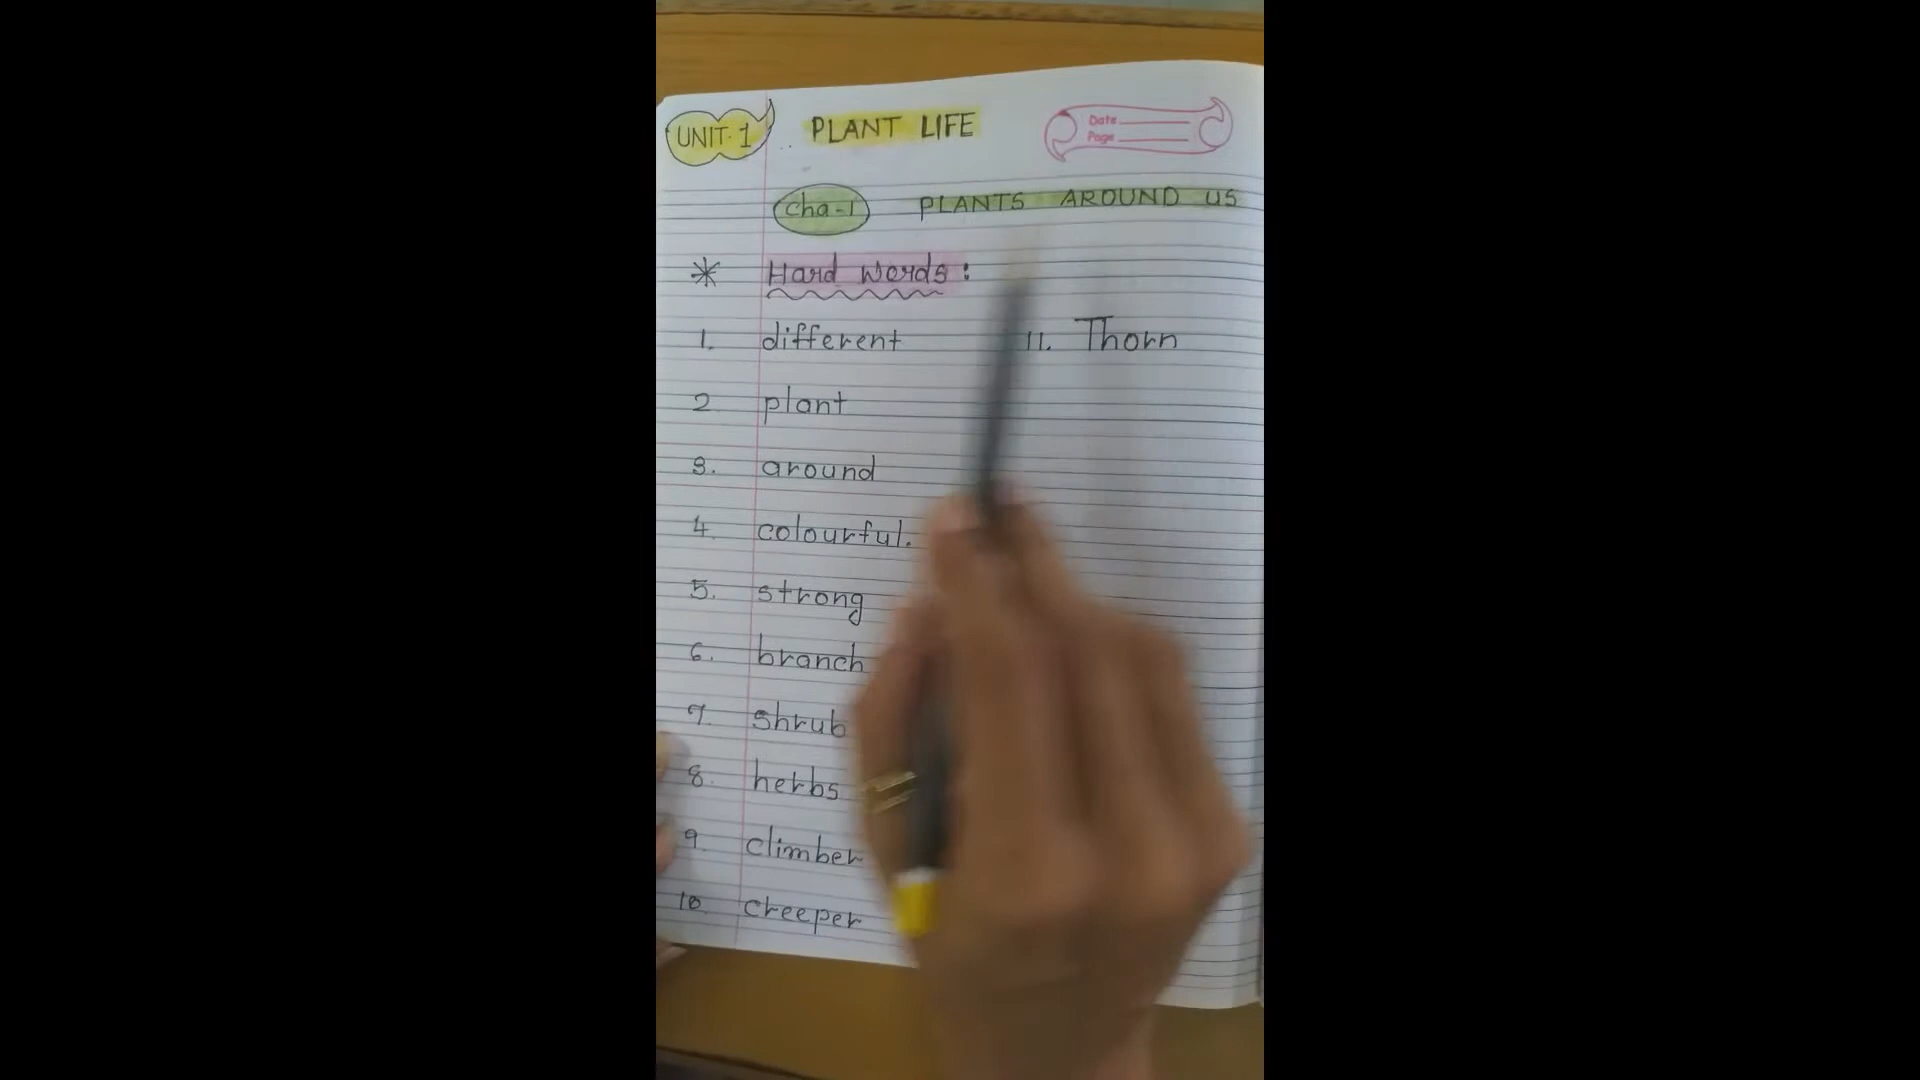 UNIT-1 PLANT LIFE
Date
Page
Cha-1 PLANTS AROUND US
* Hard Words:
1. different 11. Thorn
2 plant
3. around
4. colourful.
5. strong
6. branch
7. shrub
8. herbs
9. climber
10. creeper